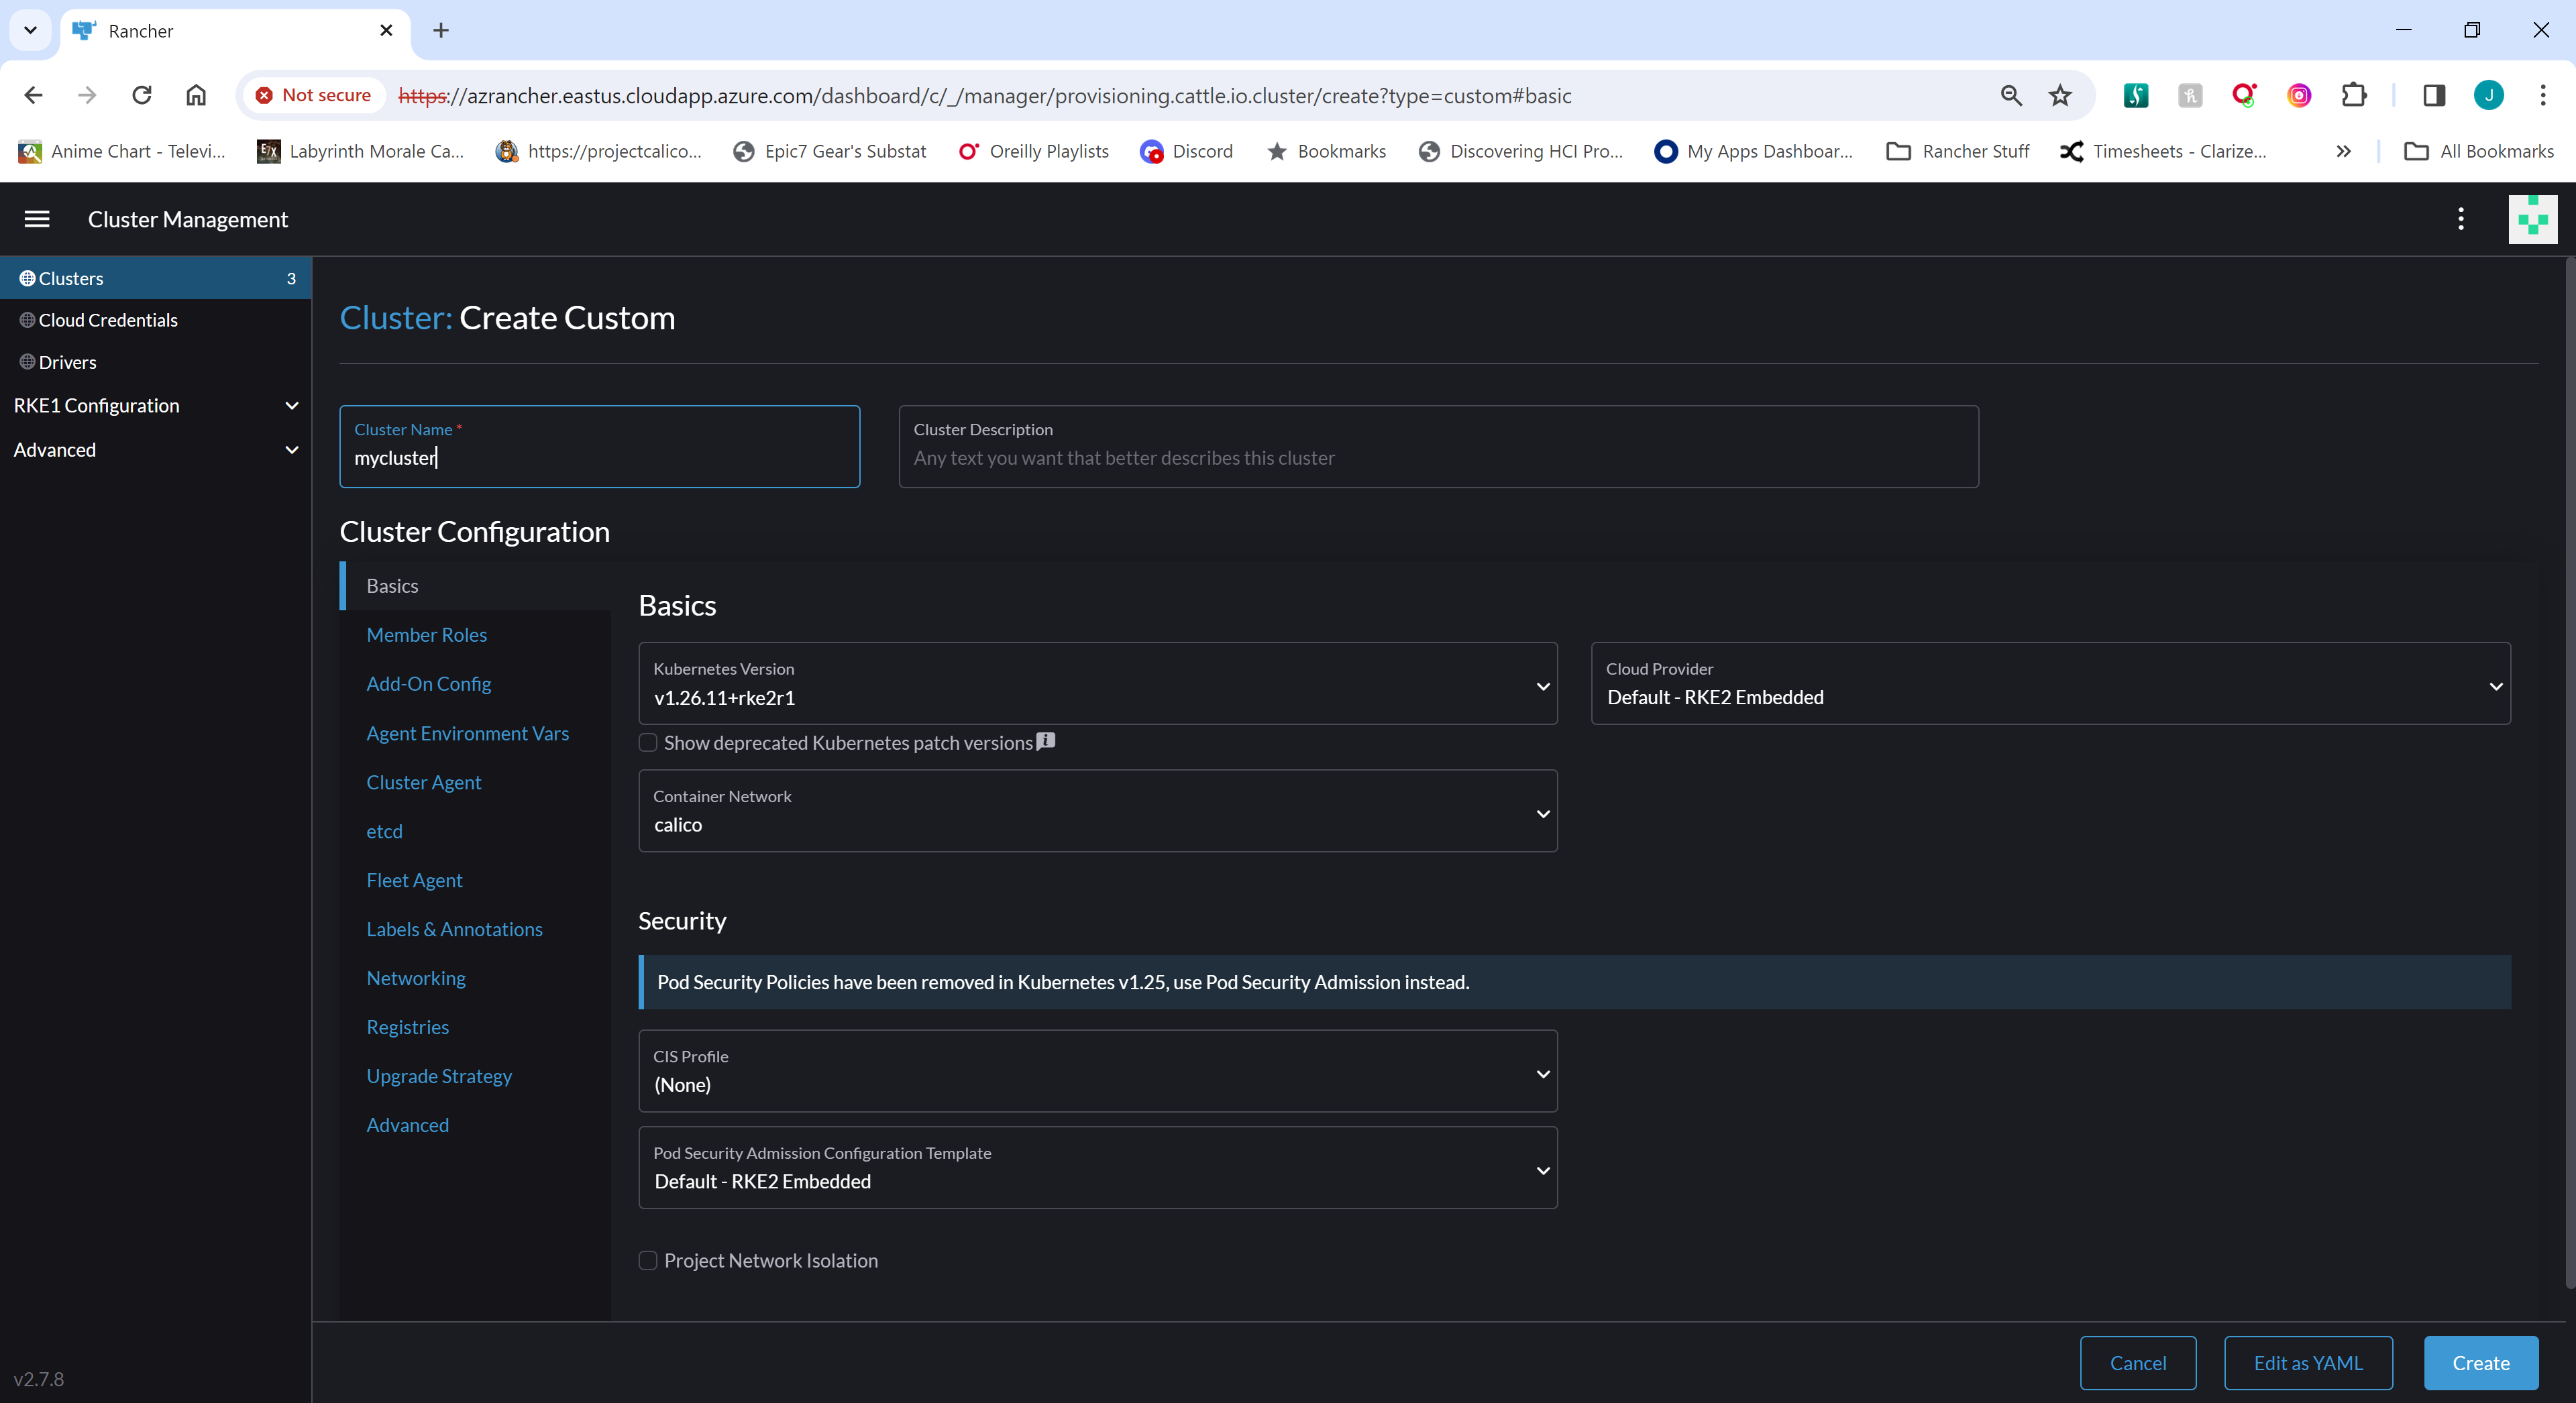 Rancher
Not secure
https://azrancher.eastus.cloudapp.azure.com/dashboard/c/_/manager/provisioning.cattle.io.cluster/create?type=custom#basic
J
Anime Chart - Televi...
E7X
Labyrinth Morale Ca...
https://projectcalico...
Epic7 Gear's Substat
Oreilly Playlists
Discord
Bookmarks
Discovering HCI Pro...
My Apps Dashboar...
Rancher Stuff
Timesheets - Clarize...
All Bookmarks
Cluster Management
Clusters 3
Cloud Credentials
Drivers
RKE1 Configuration
Advanced
v2.7.8
Cluster: Create Custom
Cluster Name *
mycluster
Cluster Description
Any text you want that better describes this cluster
Cluster Configuration
Basics
Member Roles
Add-On Config
Agent Environment Vars
Cluster Agent
etcd
Fleet Agent
Labels & Annotations
Networking
Registries
Upgrade Strategy
Advanced
Basics
Kubernetes Version
v1.26.11+rke2r1
Cloud Provider
Default - RKE2 Embedded
Show deprecated Kubernetes patch versions
Container Network
calico
Security
Pod Security Policies have been removed in Kubernetes v1.25, use Pod Security Admission instead.
CIS Profile
(None)
Pod Security Admission Configuration Template
Default - RKE2 Embedded
Project Network Isolation
Cancel
Edit as YAML
Create